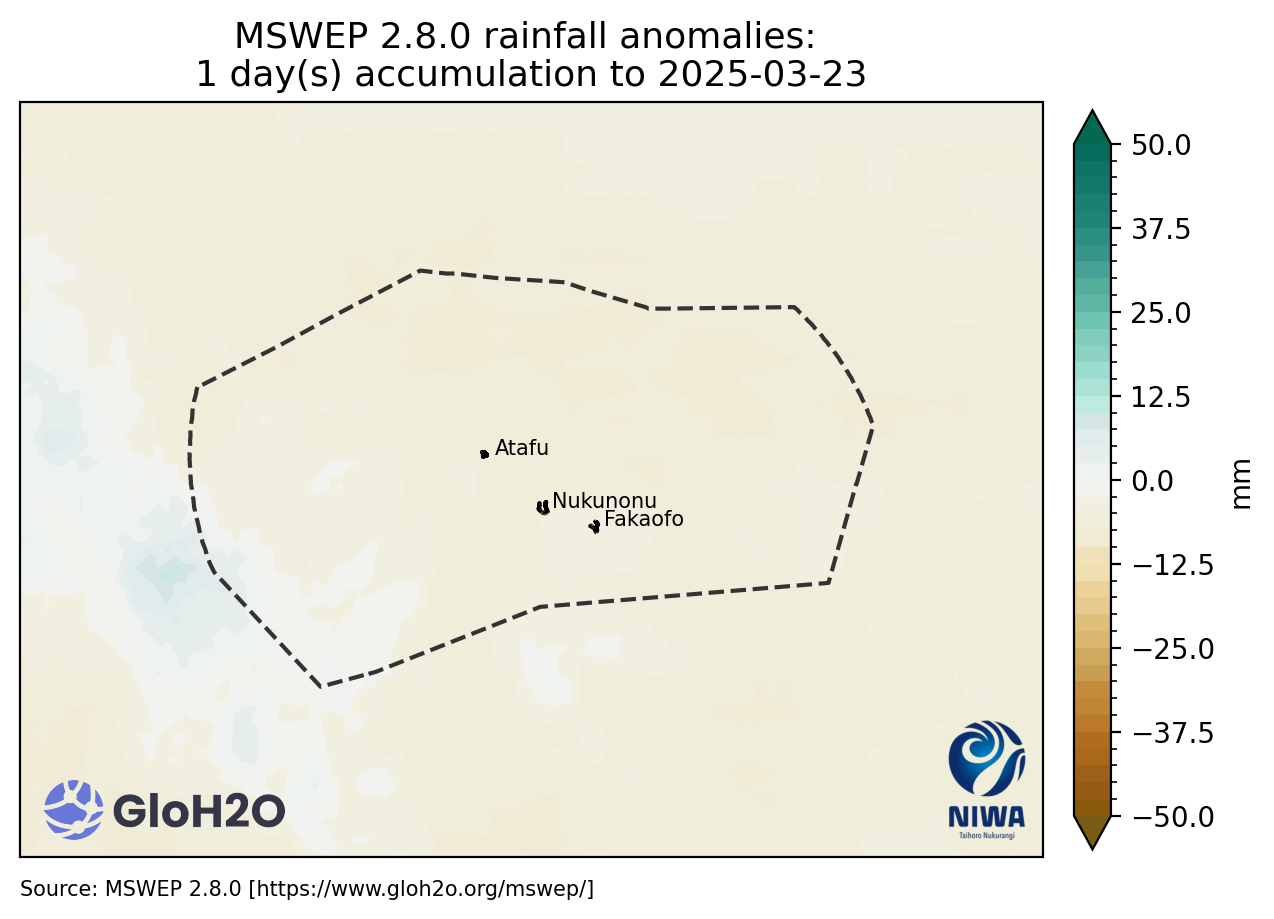 MSWEP 2.8.0 rainfall anomalies:
1 day(s) accumulation to 2025-03-23
50.0
37.5
25.0
12.5
0.0
−12.5
−25.0
−37.5
−50.0
mm
Atafu
Nukunonu
Fakaofo
GloH2O
NIWA
Taihoro Nukurangi
Source: MSWEP 2.8.0 [https://www.gloh2o.org/mswep/]